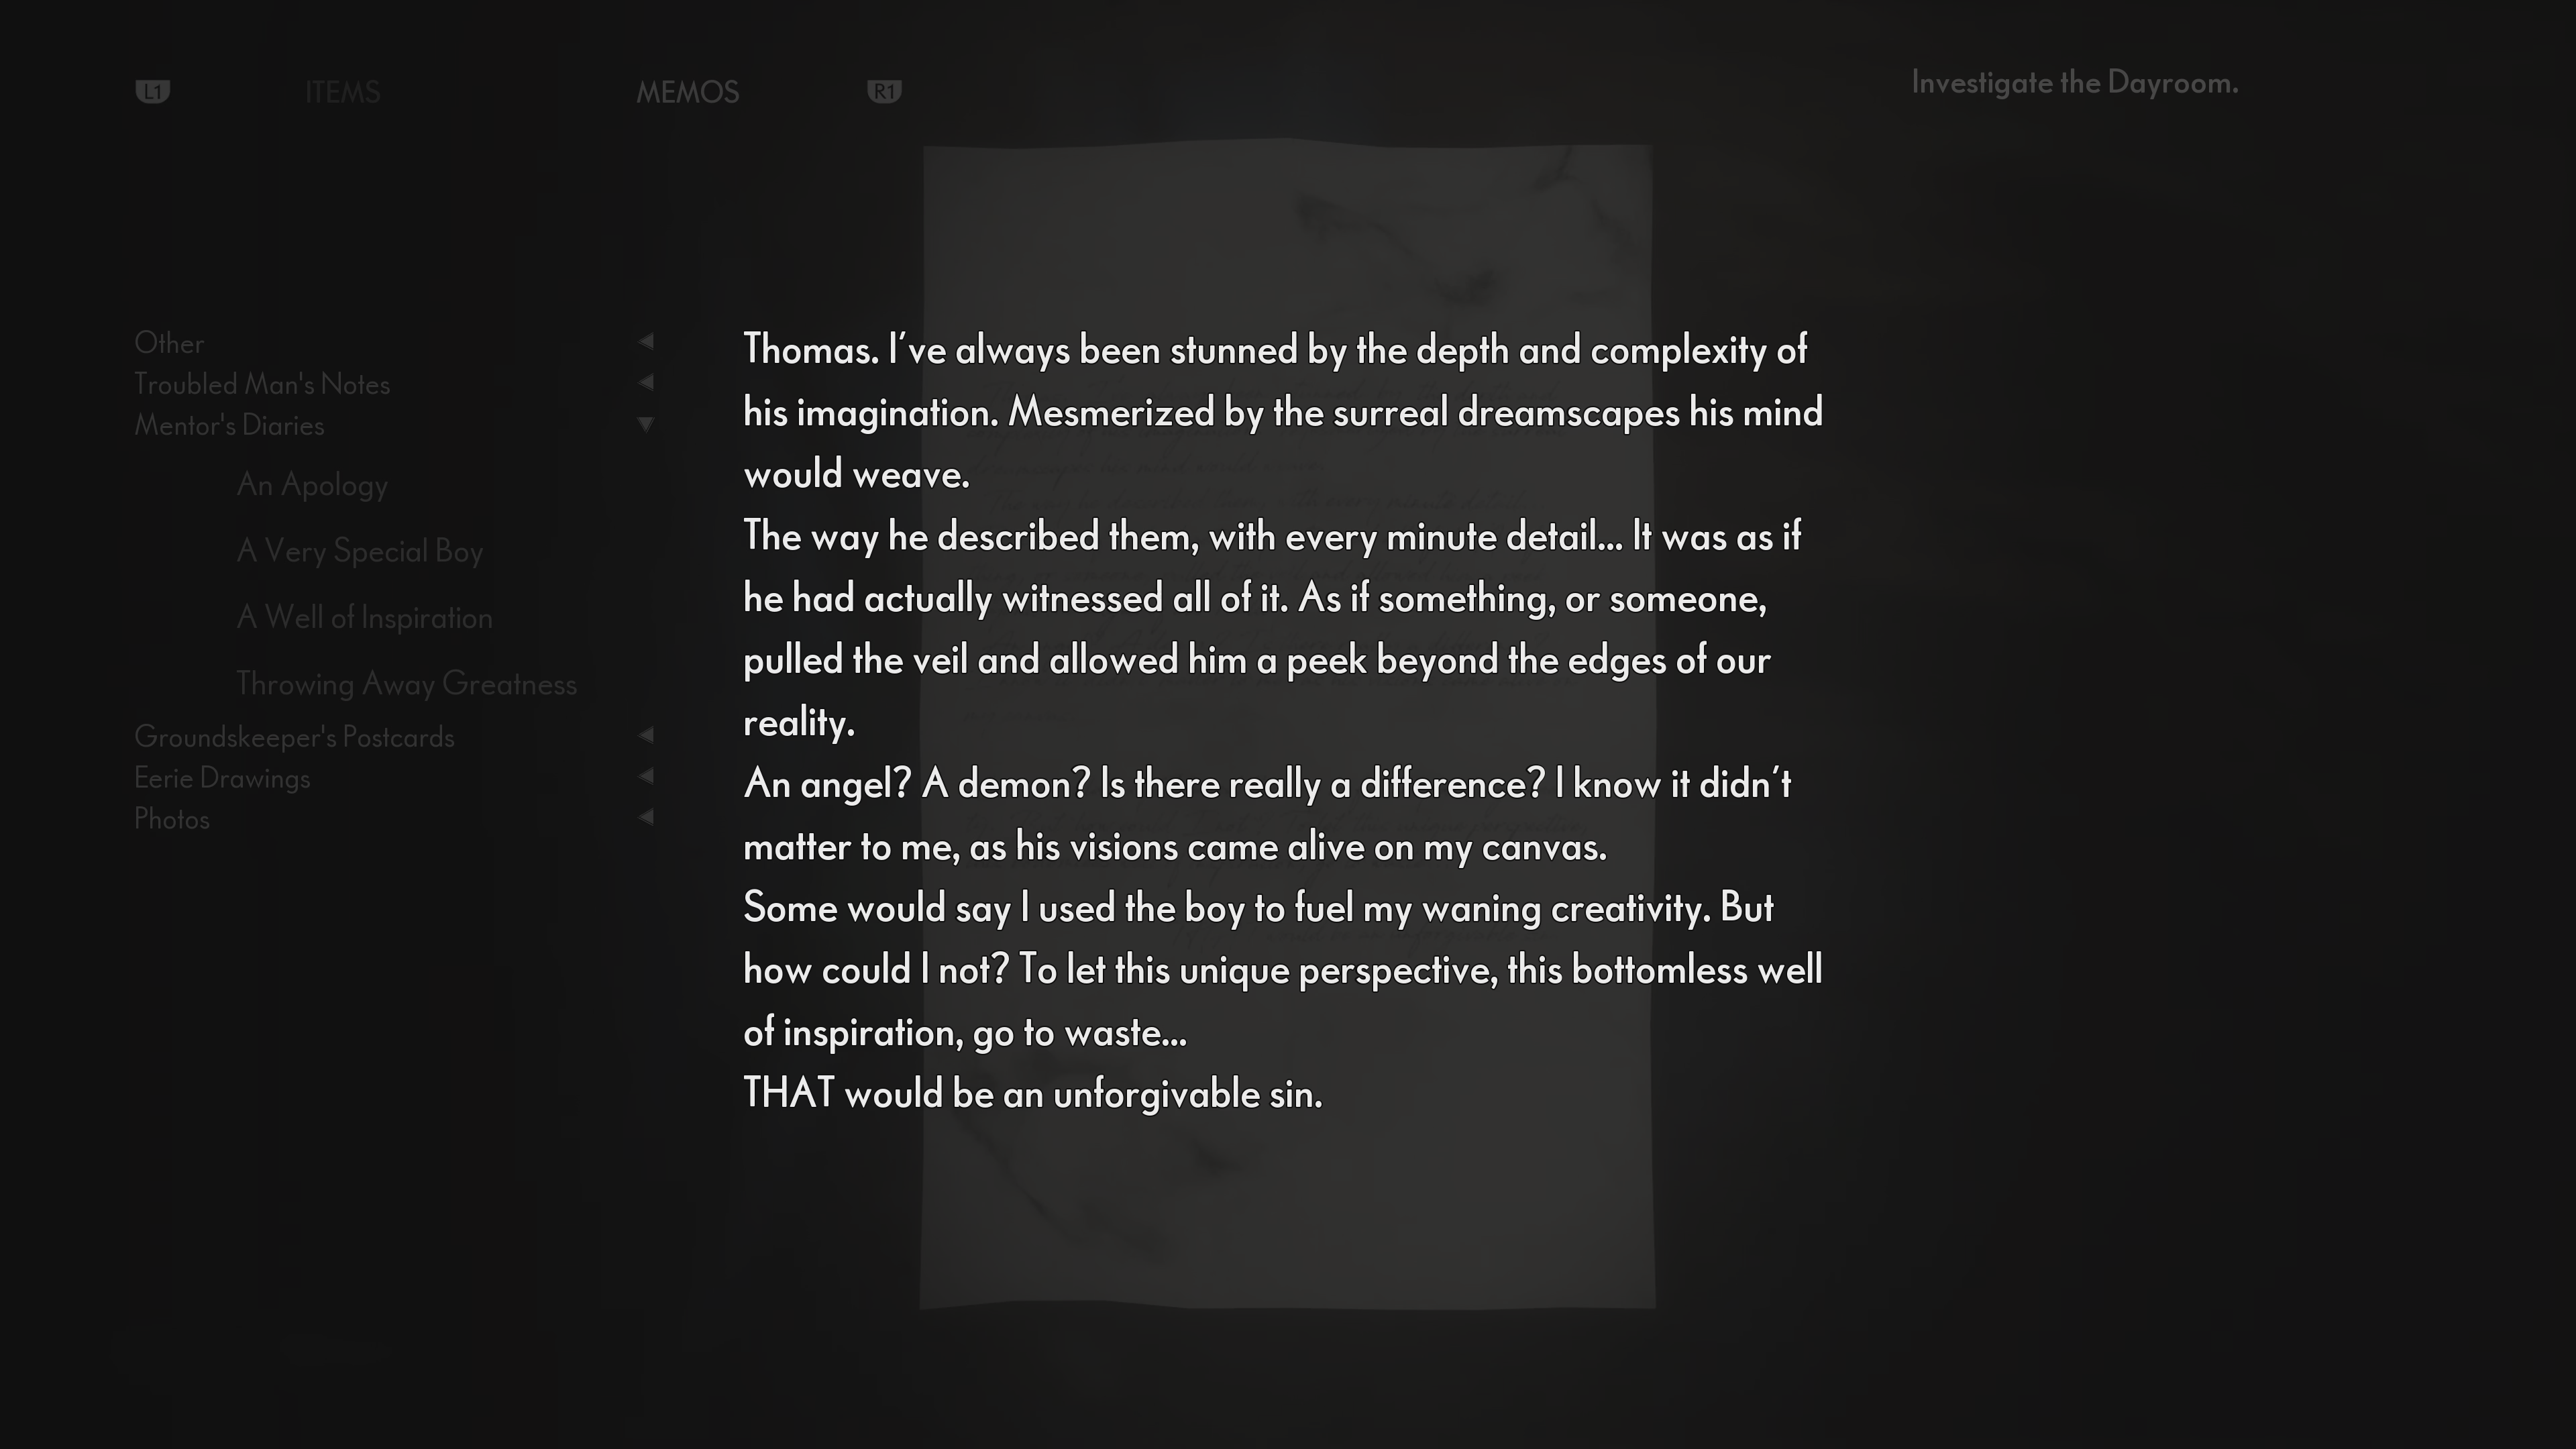 L1 ITEMS MEMOS R1
Investigate the Dayroom.
Other
Troubled Man's Notes
Mentor's Diaries
An Apology
A Very Special Boy
A Well of Inspiration
Throwing Away Greatness
Groundskeeper's Postcards
Eerie Drawings
Photos
Thomas. I've always been stunned by the depth and complexity of
his imagination. Mesmerized by the surreal dreamscapes his mind
would weave.
The way he described them, with every minute detail... It was as if
he had actually witnessed all of it. As if something, or someone,
pulled the veil and allowed him a peek beyond the edges of our
reality.
An angel? A demon? Is there really a difference? I know it didn't
matter to me, as his visions came alive on my canvas.
Some would say I used the boy to fuel my waning creativity. But
how could I not? To let this unique perspective, this bottomless well
of inspiration, go to waste...
THAT would be an unforgivable sin.